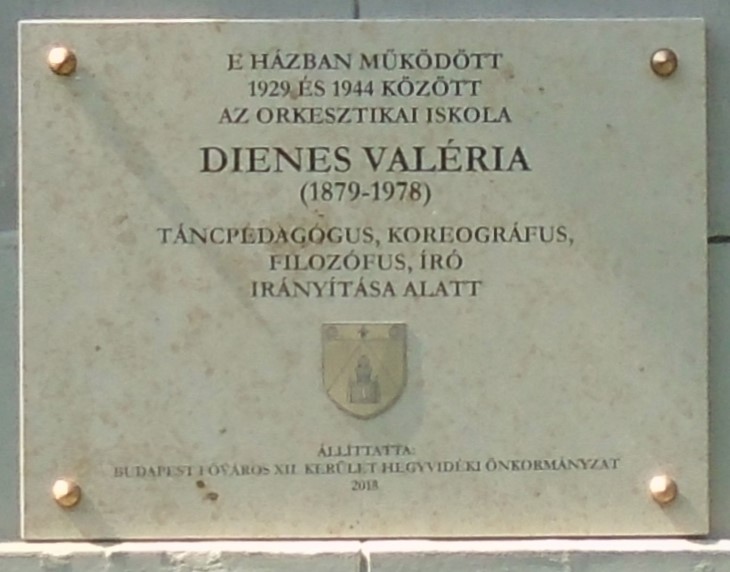 E HÁZBAN MŰKÖDÖTT
1929 ÉS 1944 KÖZÖTT
AZ ORKESZTIKAI ISKOLA
DIENES VALÉRIA
(1879-1978)
TÁNCPEDAGÓGUS, KOREOGRÁFUS,
FILOZÓFUS, ÍRÓ
IRÁNYÍTÁSA ALATT
ÁLLÍTTATTA:
BUDAPEST FŐVÁROS XII. KERÜLET HEGYVIDÉKI ÖNKORMÁNYZAT
2018